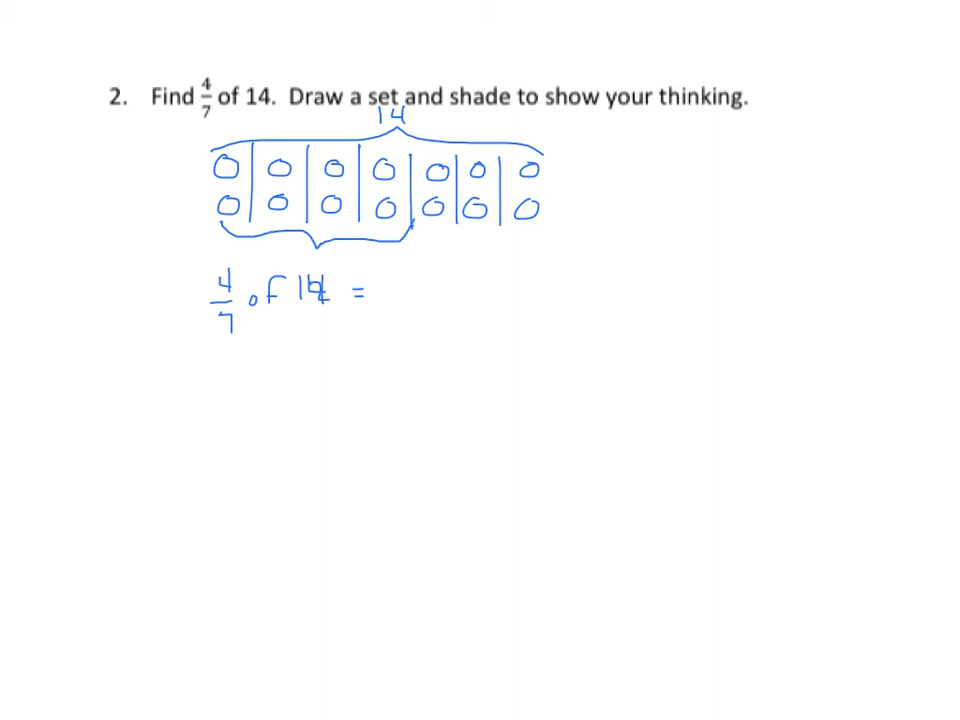 2. Find 4/7 of 14. Draw a set and shade to show your thinking.
14
4/7 of 14 =